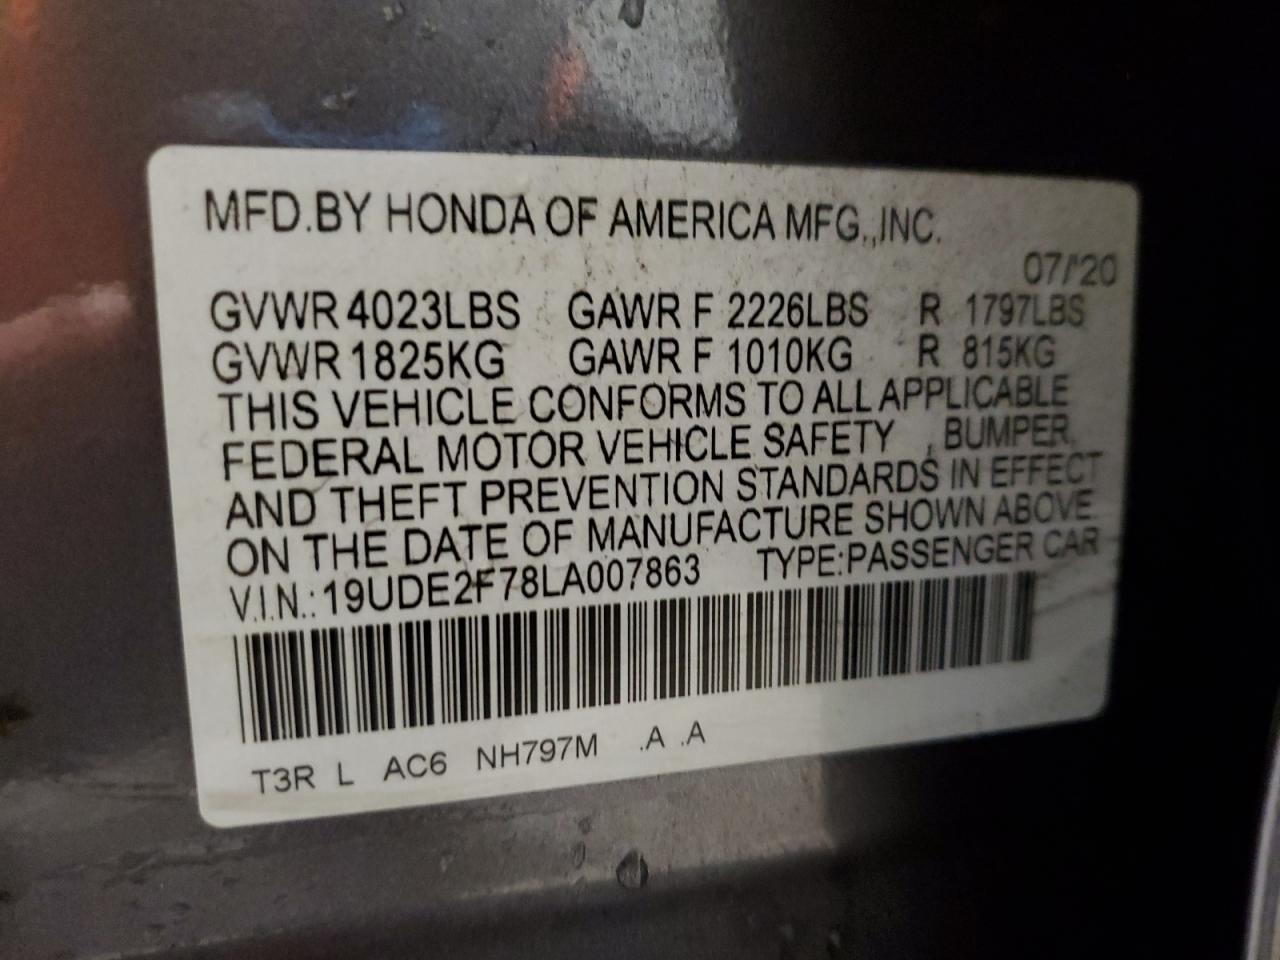 MFD.BY HONDA OF AMERICA MFG.,INC.
07/'20
GVWR 4023LBS GAWR F 2226LBS R 1797LBS
GVWR 1825KG GAWR F 1010KG R 815KG
THIS VEHICLE CONFORMS TO ALL APPLICABLE
FEDERAL MOTOR VEHICLE SAFETY , BUMPER,
AND THEFT PREVENTION STANDARDS IN EFFECT
ON THE DATE OF MANUFACTURE SHOWN ABOVE.
V.I.N.:19UDE2F78LA007863 TYPE:PASSENGER CAR
T3R L AC6 NH797M .A .A